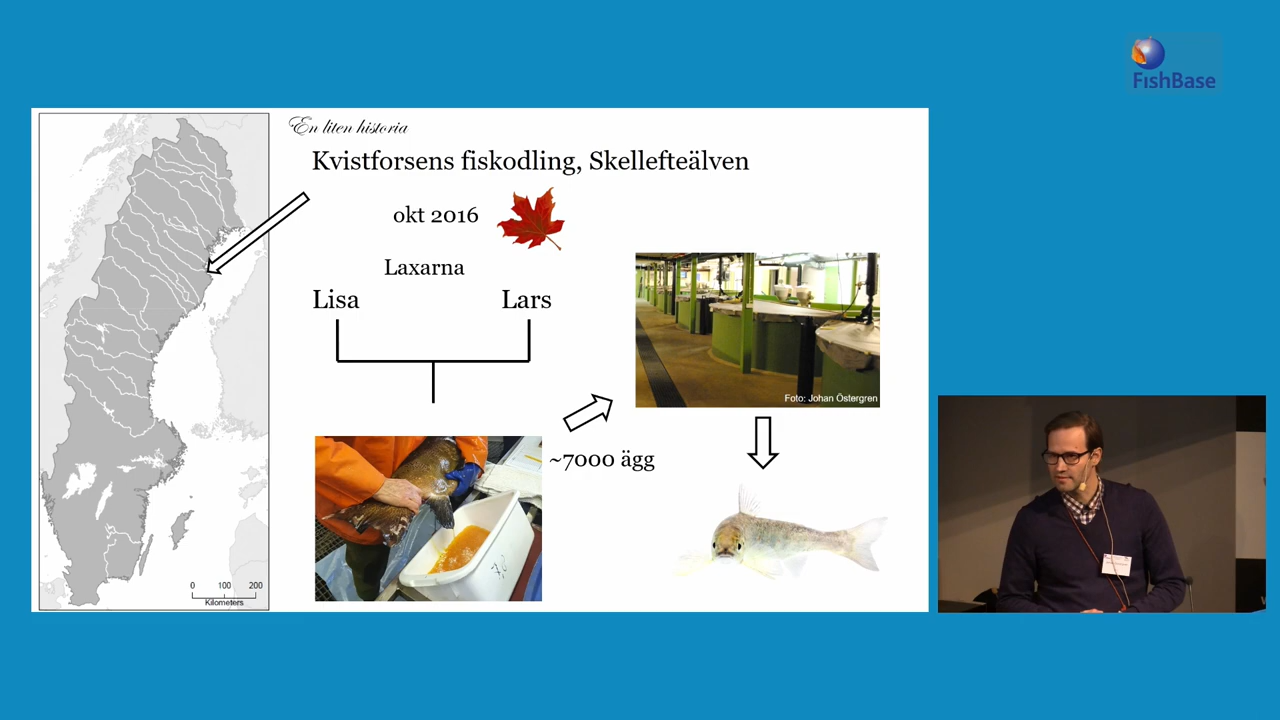 FishBase
En liten historia
Kvistforsens fiskodling, Skellefteälven
okt 2016
Laxarna
Lisa
Lars
Foto: Johan Östergren
~7000 ägg
0 100 200
Kilometers